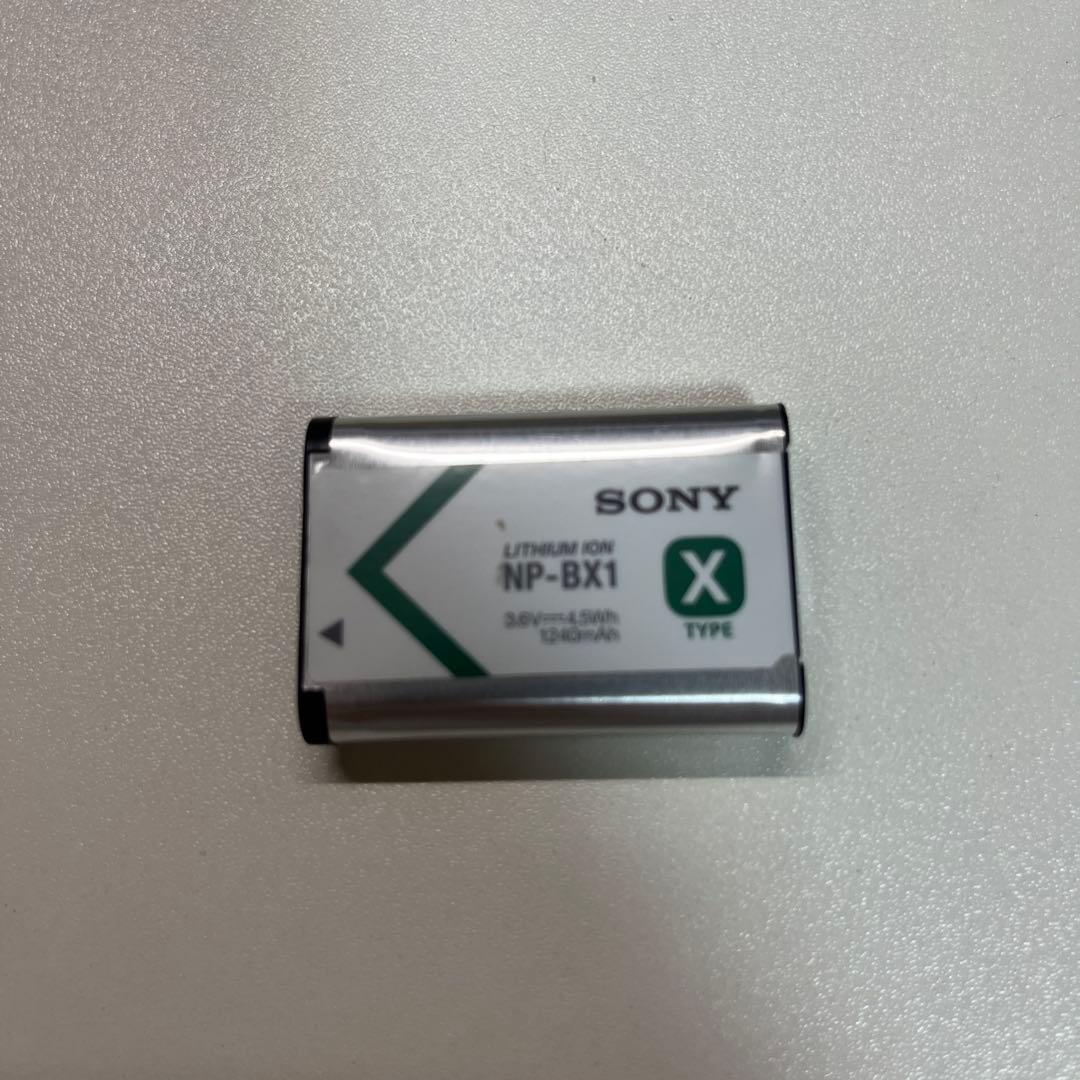 SONY
LITHIUM ION
NP-BX1
X
TYPE
3.6V⎓4.5Wh
1240mAh